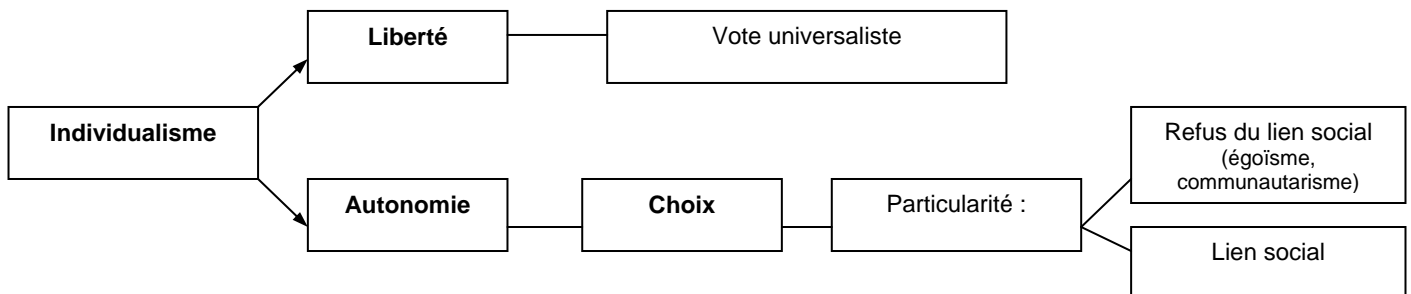 Liberté
Vote universaliste
Individualisme
Refus du lien social
(égoïsme,
communautarisme)
Autonomie
Choix
Particularité :
Lien social